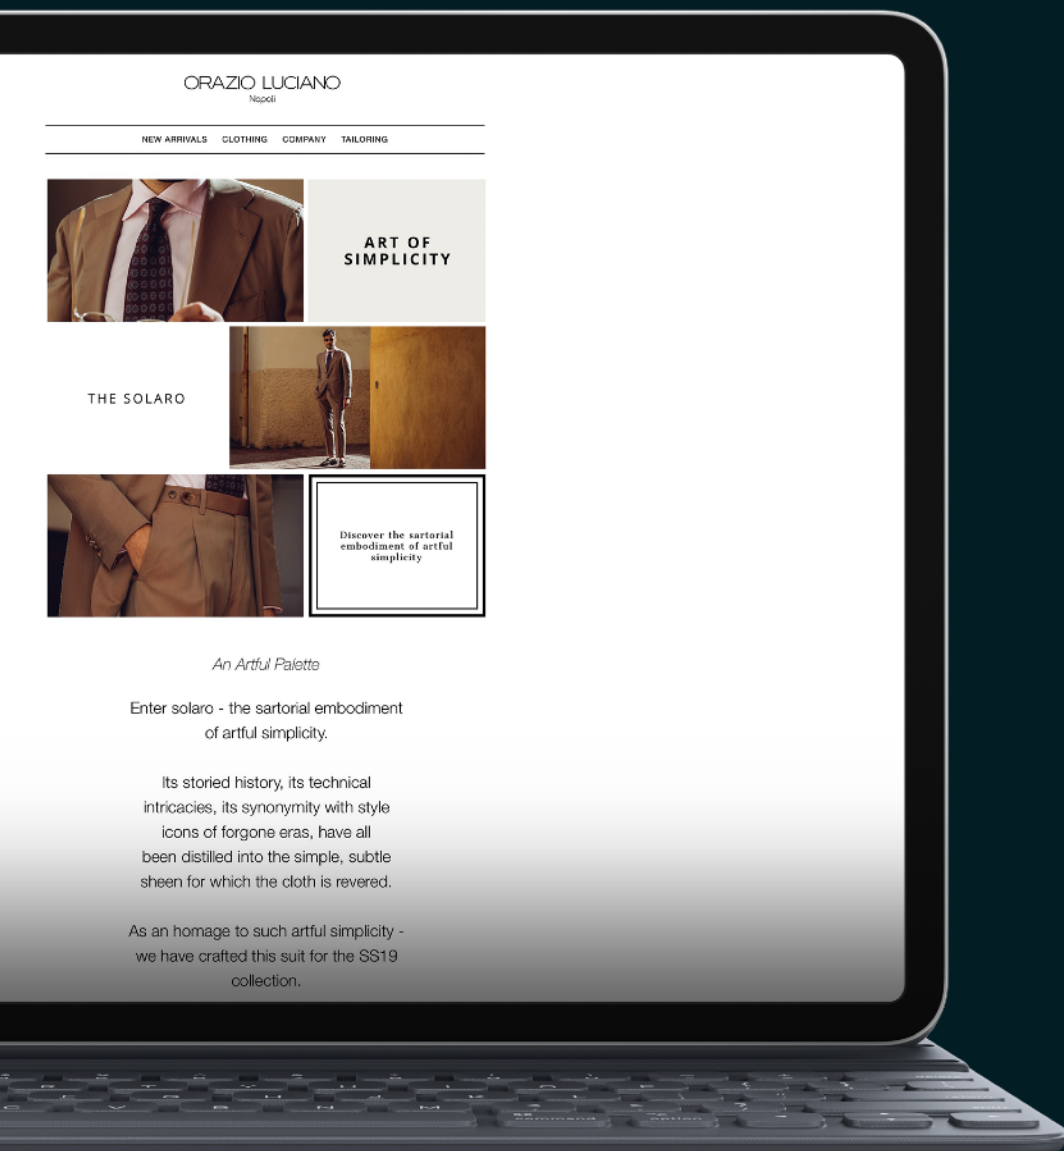 ORAZIO LUCIANO
Napoli
NEW ARRIVALS CLOTHING COMPANY TAILORING
ART OF
SIMPLICITY
THE SOLARO
Discover the sartorial
embodiment of artful
simplicity
An Artful Palette
Enter solaro - the sartorial embodiment
of artful simplicity.
Its storied history, its technical
intricacies, its synonymity with style
icons of forgone eras, have all
been distilled into the simple, subtle
sheen for which the cloth is revered.
As an homage to such artful simplicity -
we have crafted this suit for the SS19
collection.
C V B N M
command option